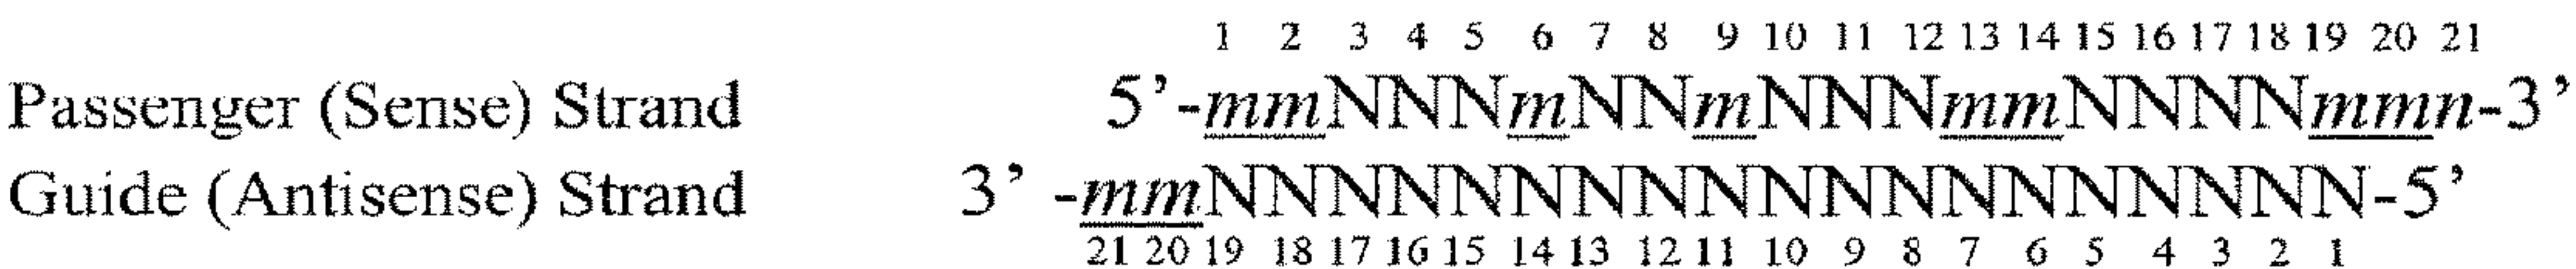 1 2 3 4 5 6 7 8 9 10 11 12 13 14 15 16 17 18 19 20 21
Passenger (Sense) Strand 5’-mmNNNmNNmNNNmmNNNNmmn-3’
Guide (Antisense) Strand 3’ -mmNNNNNNNNNNNNNNNNNNN-5’
21 20 19 18 17 16 15 14 13 12 11 10 9 8 7 6 5 4 3 2 1